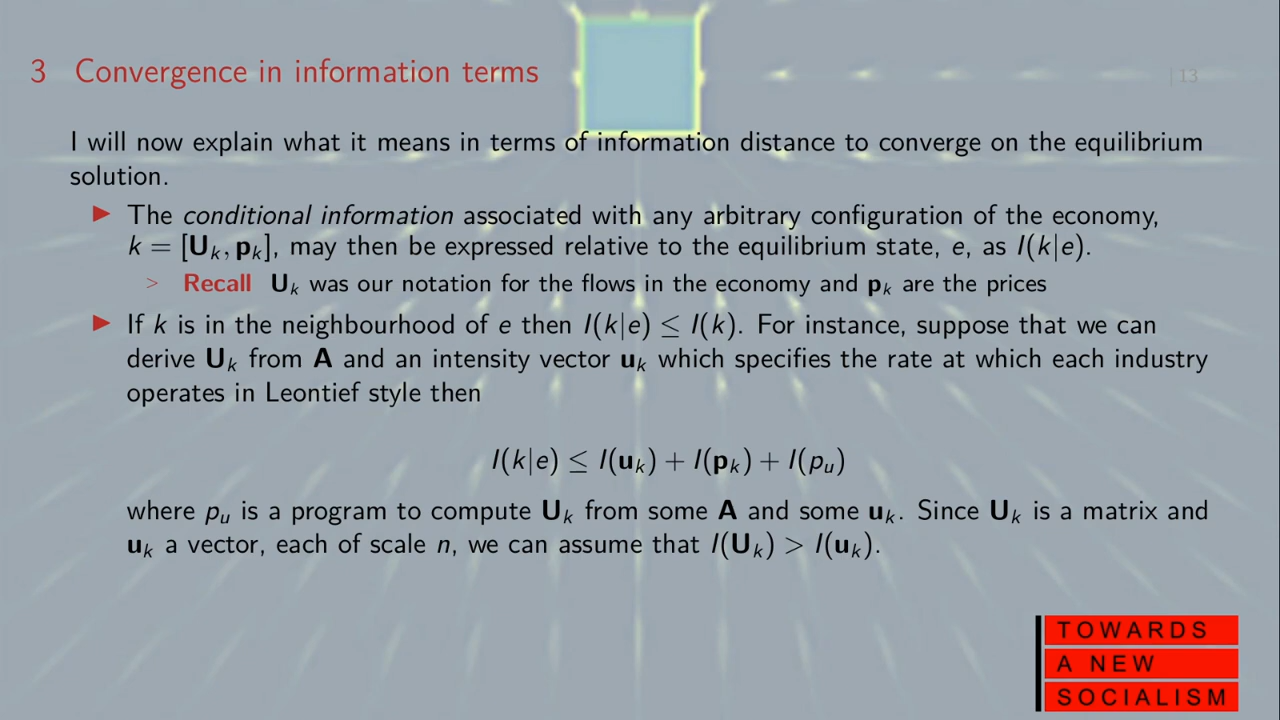 3 Convergence in information terms
| 13
I will now explain what it means in terms of information distance to converge on the equilibrium
solution.
▶ The conditional information associated with any arbitrary configuration of the economy,
k = [U_k, p_k], may then be expressed relative to the equilibrium state, e, as I(k|e).
> Recall U_k was our notation for the flows in the economy and p_k are the prices
▶ If k is in the neighbourhood of e then I(k|e) ≤ I(k). For instance, suppose that we can
derive U_k from A and an intensity vector u_k which specifies the rate at which each industry
operates in Leontief style then
I(k|e) ≤ I(u_k) + I(p_k) + I(p_u)
where p_u is a program to compute U_k from some A and some u_k. Since U_k is a matrix and
u_k a vector, each of scale n, we can assume that I(U_k) > I(u_k).
TOWARDS
A NEW
SOCIALISM